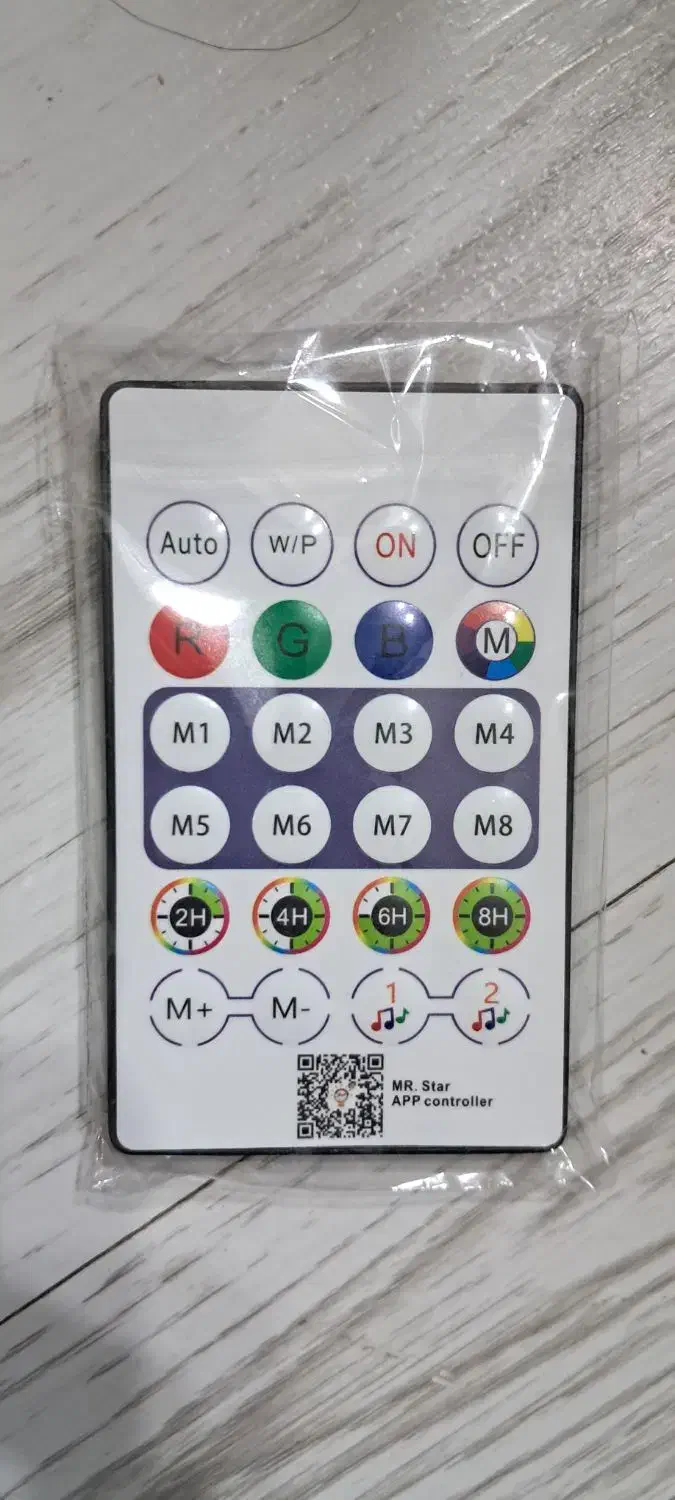 Auto W/P ON OFF
R G B M
M1 M2 M3 M4
M5 M6 M7 M8
2H 4H 6H 8H
M+ M- 1 2
MR. Star
APP controller